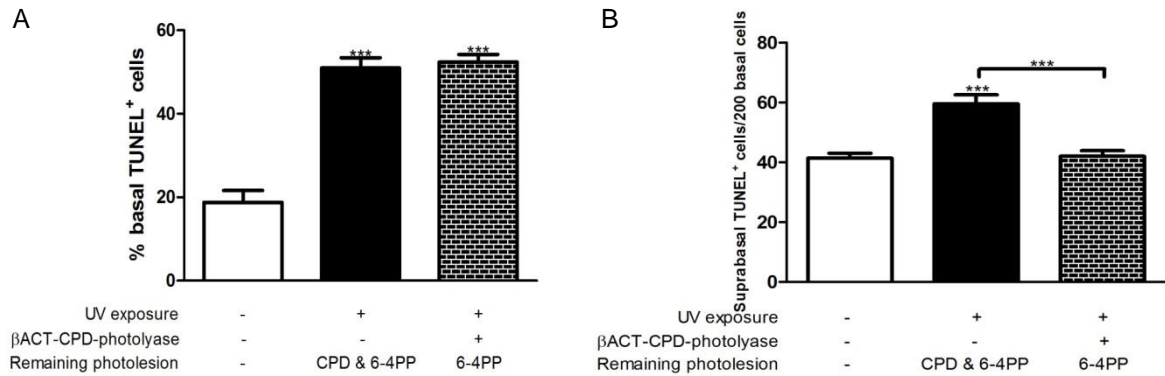 A
% basal TUNEL+ cells
60
40
20
0
***
***
UV exposure - + +
βACT-CPD-photolyase - +
Remaining photolesion - CPD & 6-4PP 6-4PP
B
Suprabasal TUNEL+ cells/200 basal cells
80
60
40
20
0
***
***
UV exposure - + +
βACT-CPD-photolyase - +
Remaining photolesion - CPD & 6-4PP 6-4PP